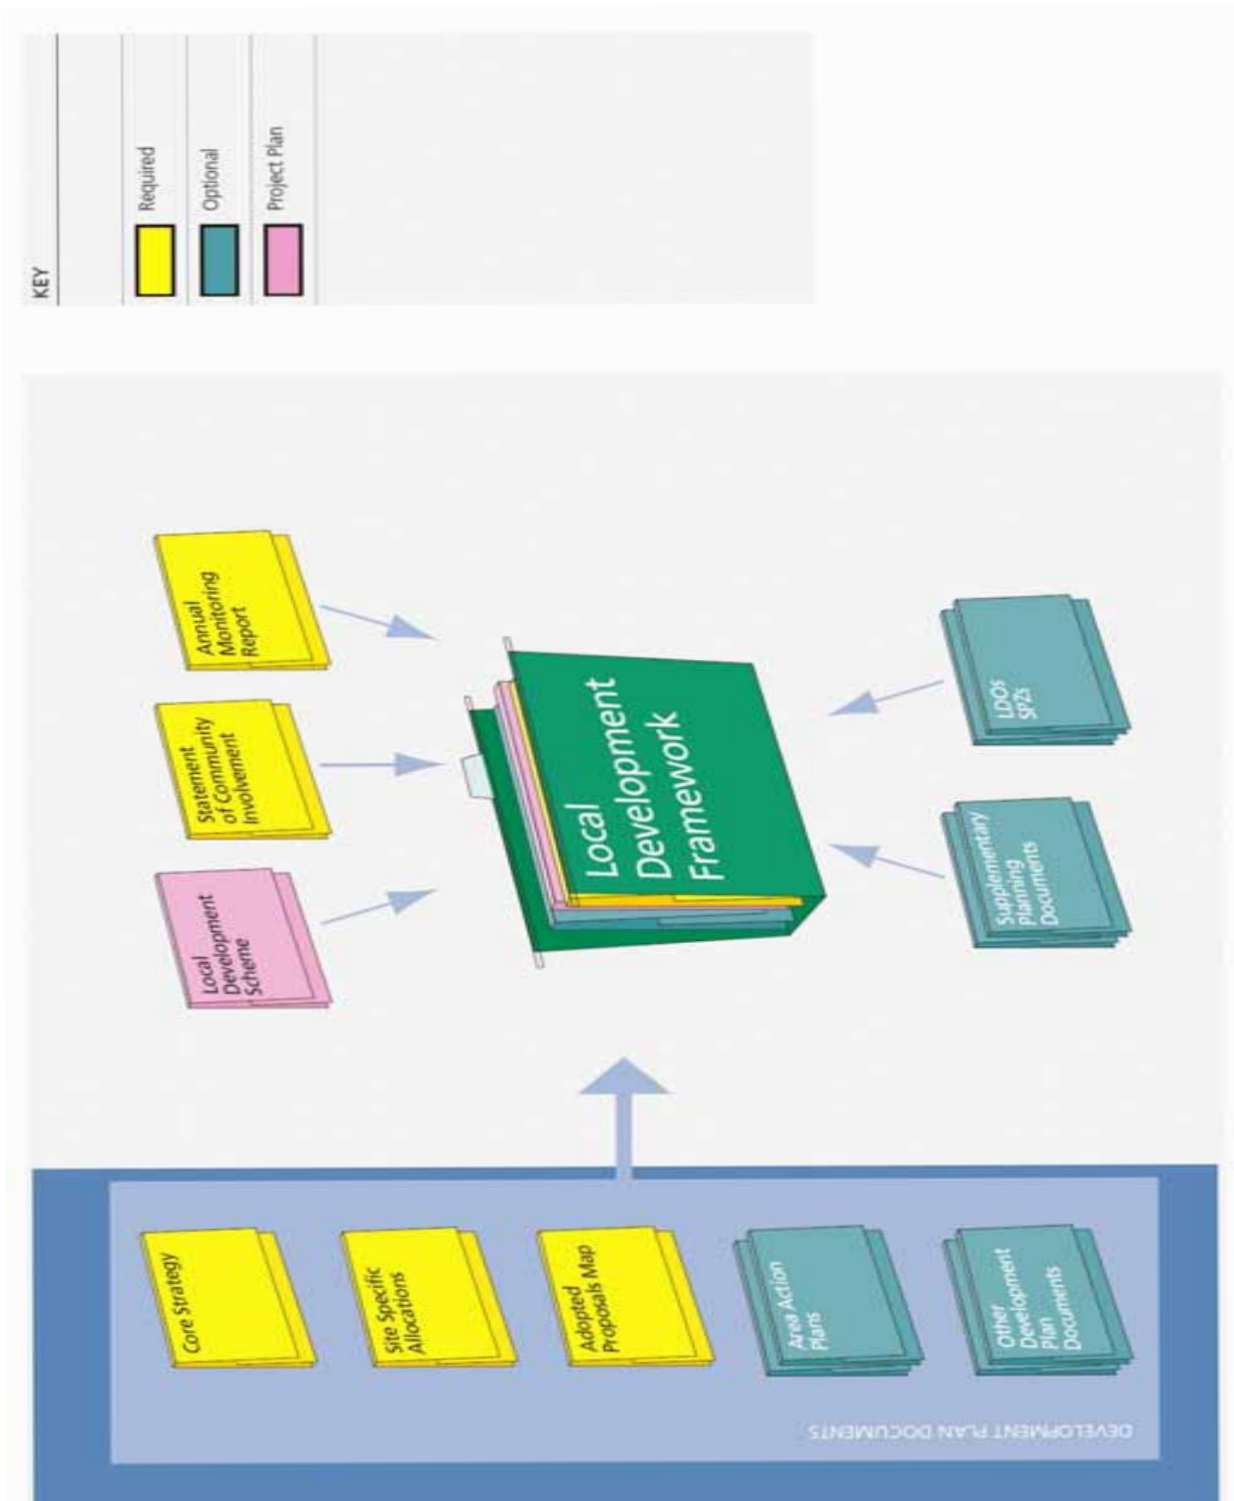 KEY
Required
Optional
Project Plan
Core Strategy
Site Specific
Allocations
Adopted
Proposals Map
Area Action
Plans
Other
Development
Plan
Documents
DEVELOPMENT PLAN DOCUMENTS
Local
Development
Scheme
Statement
of Community
Involvement
Annual
Monitoring
Report
Local
Development
Framework
Supplementary
Planning
Documents
LDOs
SPZs